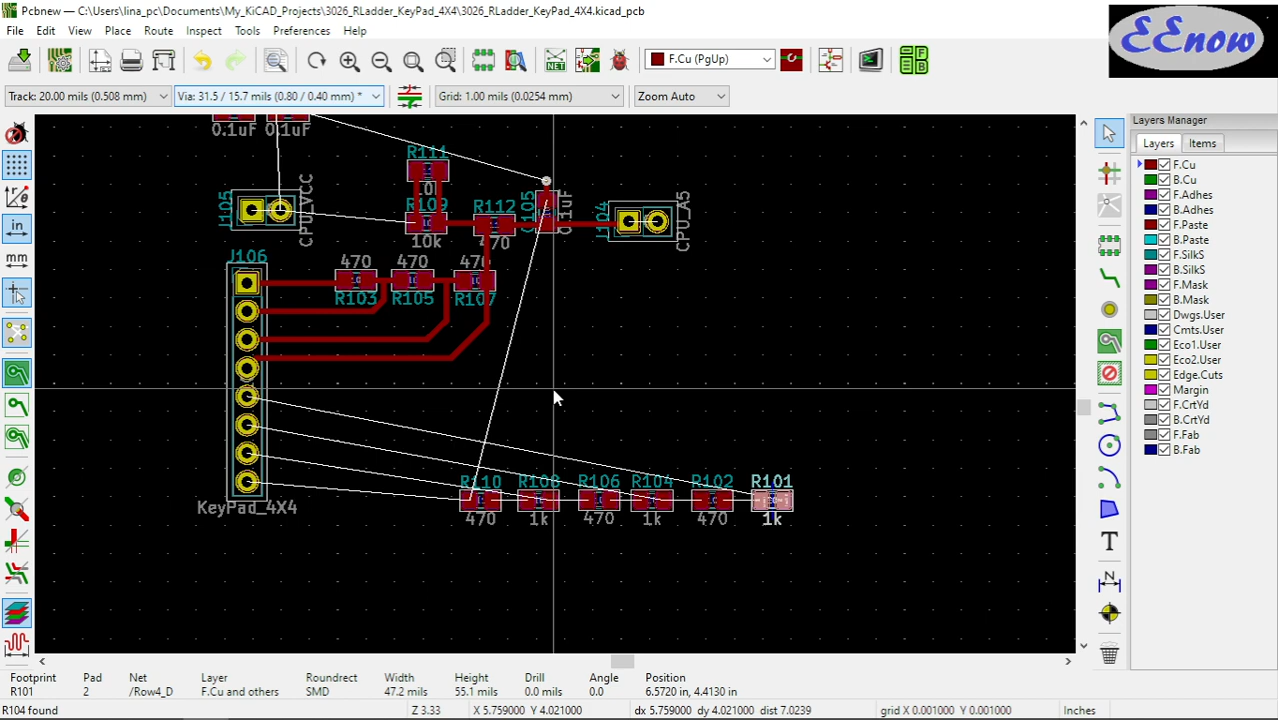 Pcbnew — C:\Users\lina_pc\Documents\My_KiCAD_Projects\3026_RLadder_KeyPad_4X4\3026_RLadder_KeyPad_4X4.kicad_pcb
File Edit View Place Route Inspect Tools Preferences Help
EEnow
NET
F.Cu (PgUp)
Track: 20.00 mils (0.508 mm)
Via: 31.5 / 15.7 mils (0.80 / 0.40 mm) *
Grid: 1.00 mils (0.0254 mm)
Zoom Auto
Layers Manager
Layers Items
F.Cu
B.Cu
F.Adhes
B.Adhes
F.Paste
B.Paste
F.SilkS
B.SilkS
F.Mask
B.Mask
Dwgs.User
Cmts.User
Eco1.User
Eco2.User
Edge.Cuts
Margin
F.CrtYd
B.CrtYd
F.Fab
B.Fab
in
mm
0.1uF 0.1uF
R111
J105
CPU_VCC
R109
10k
R112
470
C105
0.1uF
J104
CPU_A5
J106
470 470 470
R103 R105 R107
KeyPad_4X4
R110 R108 R106 R104 R102 R101
470 1k 470 1k 470 1k
Footprint Pad Net Layer Roundrect Width Height Drill Angle Position
R101 2 /Row4_D F.Cu and others SMD 47.2 mils 55.1 mils 0.0 mils 0.0 6.5720 in, 4.4130 in
R104 found Z 3.33 X 5.759000 Y 4.021000 dx 5.759000 dy 4.021000 dist 7.0239 grid X 0.001000 Y 0.001000 Inches